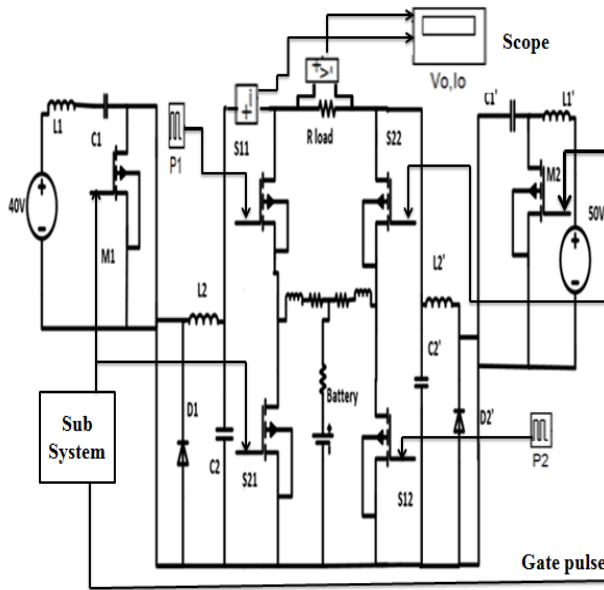 Scope
Vo,Io
+ v -
+ i -
L1
C1
P1
S11
R load
S22
C1'
L1'
M2
40V
M1
50V
L2
L2'
C2'
Battery
Sub
System
D1
C2
S21
S12
D2'
P2
Gate pulse